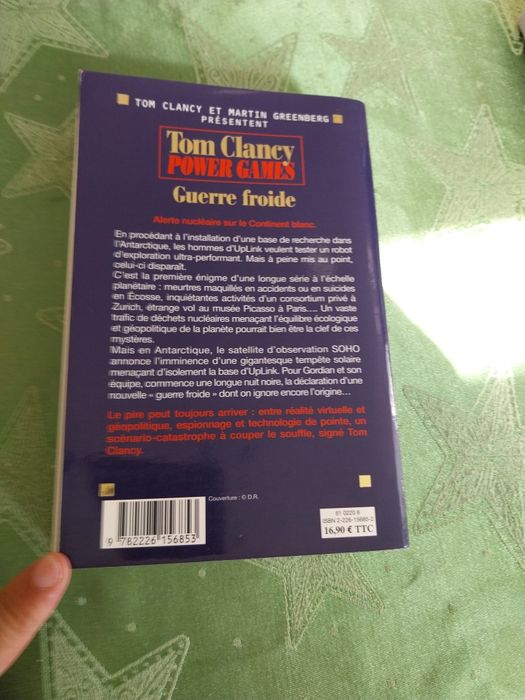 TOM CLANCY ET MARTIN GREENBERG
PRÉSENTENT
Tom Clancy
POWER GAMES
Guerre froide
Alerte nucléaire sur le Continent blanc.
En procédant à l'installation d'une base de recherche dans
l'Antarctique, les hommes d'UpLink veulent tester un robot
d'exploration ultra-performant. Mais à peine mis au point,
celui-ci disparaît.
C'est la première énigme d'une longue série à l'échelle
planétaire : meurtres maquillés en accidents ou en suicides
en Écosse, inquiétantes activités d'un consortium privé à
Zurich, étrange vol au musée Picasso à Paris.... Un vaste
trafic de déchets nucléaires menaçant l'équilibre écologique
et géopolitique de la planète pourrait bien être la clef de ces
mystères.
Mais en Antarctique, le satellite d'observation SOHO
annonce l'imminence d'une gigantesque tempête solaire
menaçant d'isolement la base d'UpLink. Pour Gordian et son
équipe, commence une longue nuit noire, la déclaration d'une
nouvelle « guerre froide » dont on ignore encore l'origine...
Le pire peut toujours arriver : entre réalité virtuelle et
géopolitique, espionnage et technologie de pointe, un
scénario-catastrophe à couper le souffle, signé Tom
Clancy.
Couverture : © D.R.
61 0220 6
ISBN 2-226-15685-2
16,90 € TTC
9 782226 156853